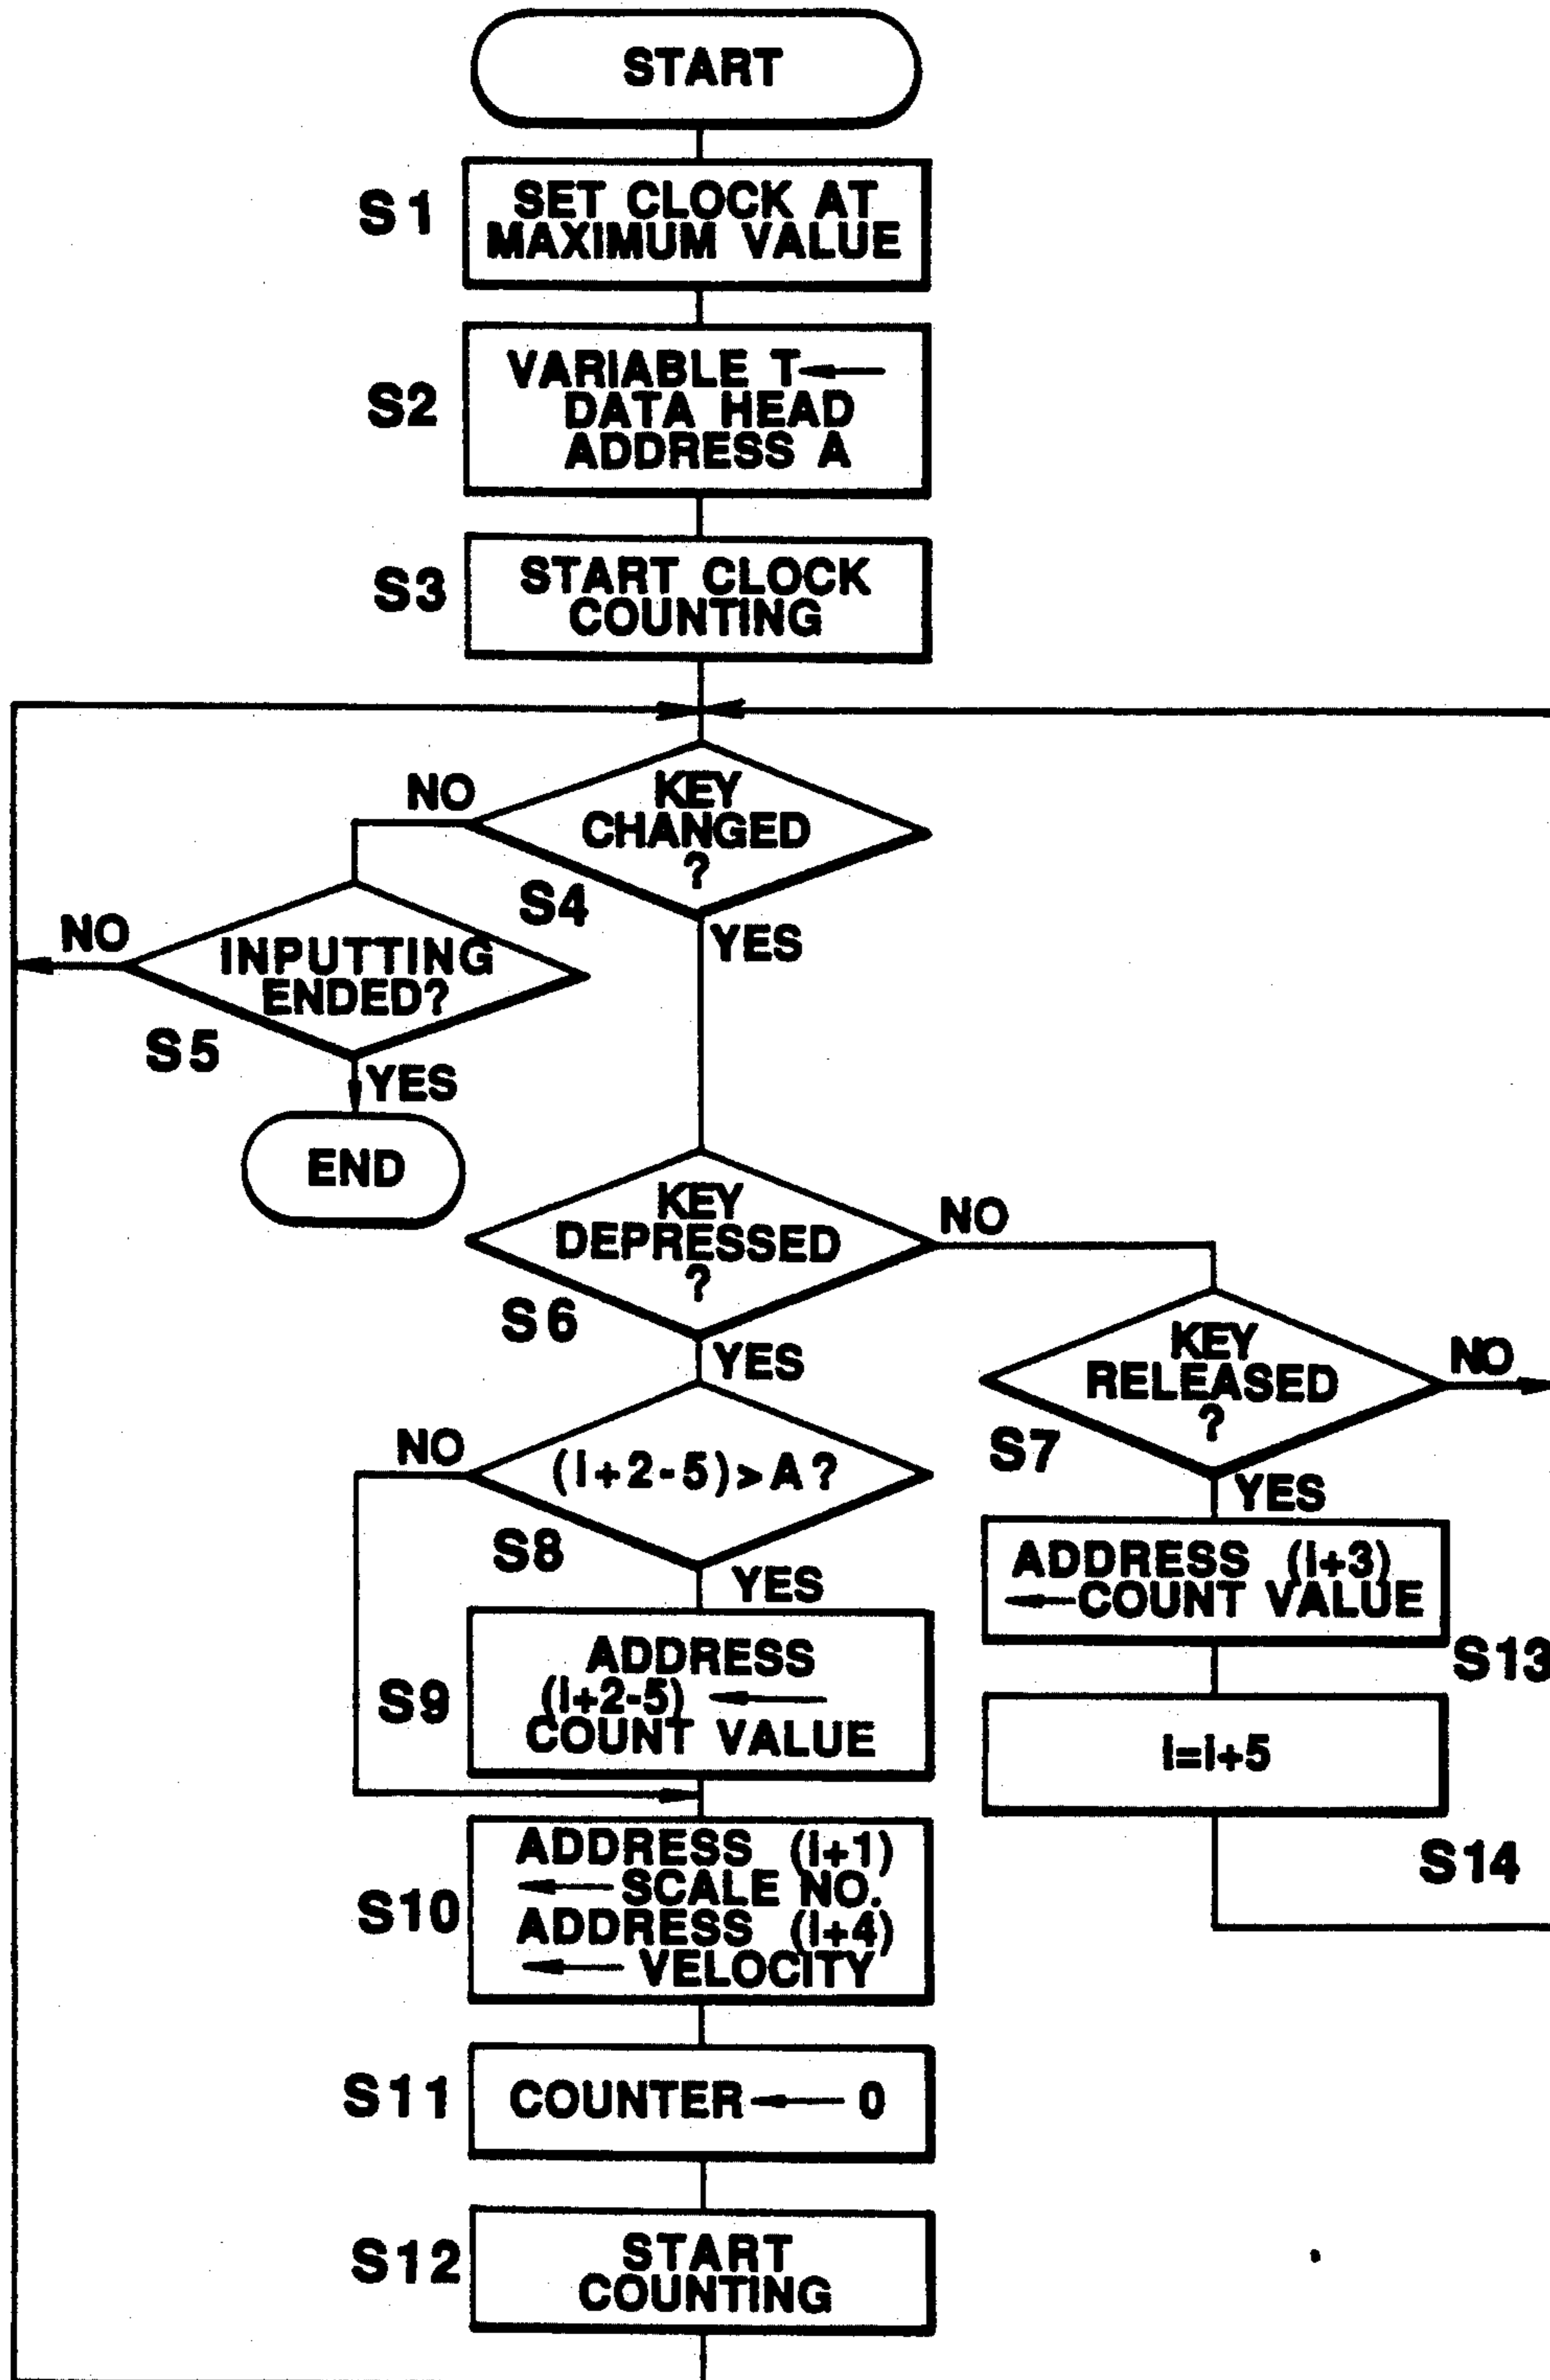 START
S1
SET CLOCK AT
MAXIMUM VALUE
S2
VARIABLE T←
DATA HEAD
ADDRESS A
S3
START CLOCK
COUNTING
NO
KEY
CHANGED
?
S4
YES
NO
INPUTTING
ENDED?
S5
YES
END
KEY
DEPRESSED
?
NO
S6
YES
KEY
RELEASED
?
NO
S7
YES
NO
(I+2-5)>A?
S8
YES
ADDRESS (I+3)
←COUNT VALUE
S13
S9
ADDRESS
(I+2-5) ←
COUNT VALUE
I=I+5
S14
S10
ADDRESS (I+1)
←SCALE NO.
ADDRESS (I+4)
← VELOCITY
S11
COUNTER← 0
S12
START
COUNTING